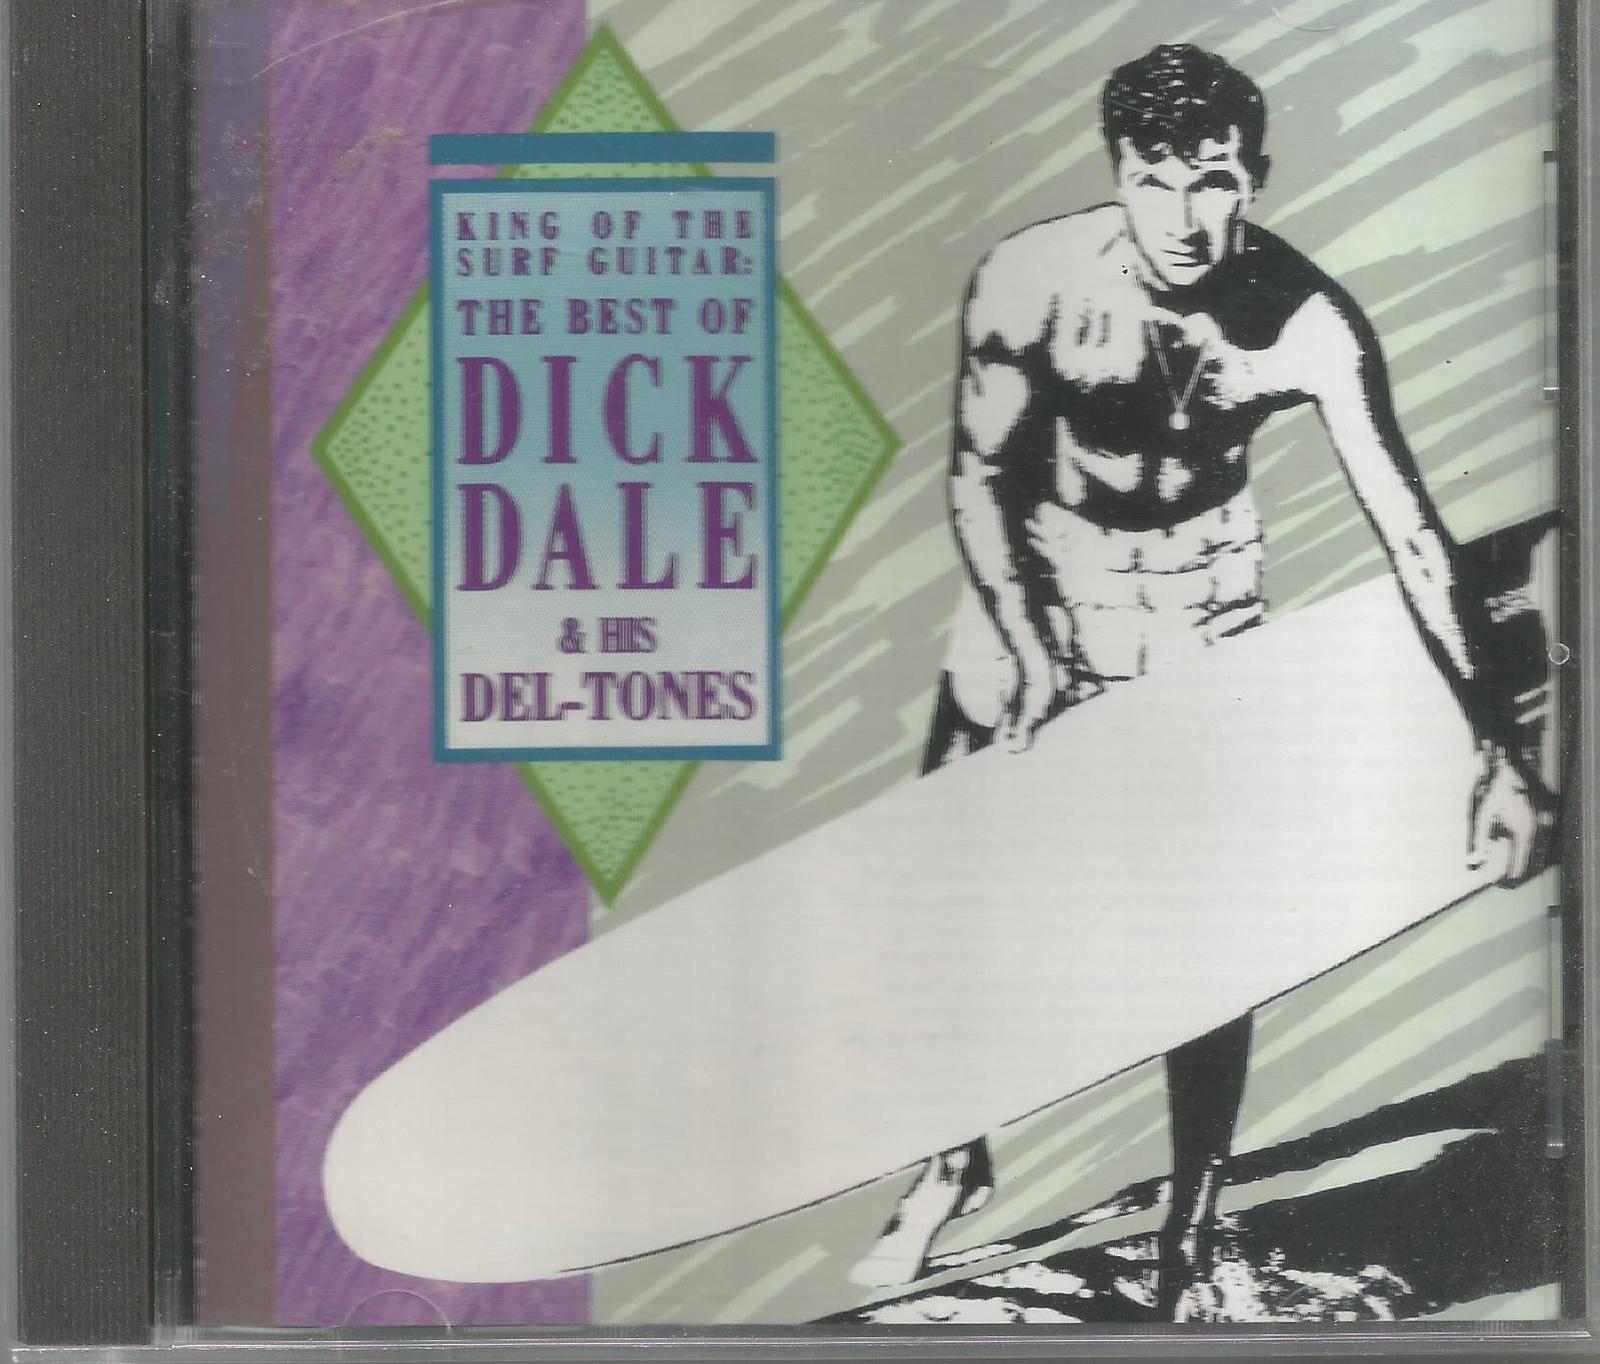 KING OF THE
SURF GUITAR:
THE BEST OF
DICK
DALE
& HIS
DEL-TONES